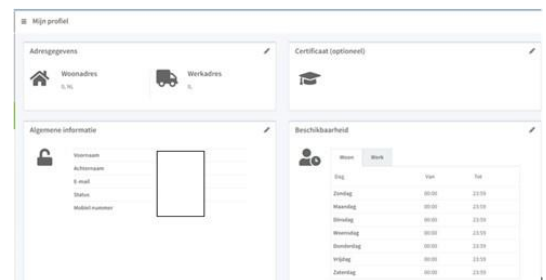 Mijn profiel
Adresgegevens
Woonadres
0, NL
Werkadres
0,
Certificaat (optioneel)
Algemene informatie
Voornaam
Achternaam
E-mail
Status
Mobiel nummer
Beschikbaarheid
Woon Werk
Dag Van Tot
Zondag 00:00 23:59
Maandag 00:00 23:59
Dinsdag 00:00 23:59
Woensdag 00:00 23:59
Donderdag 00:00 23:59
Vrijdag 00:00 23:59
Zaterdag 00:00 23:59